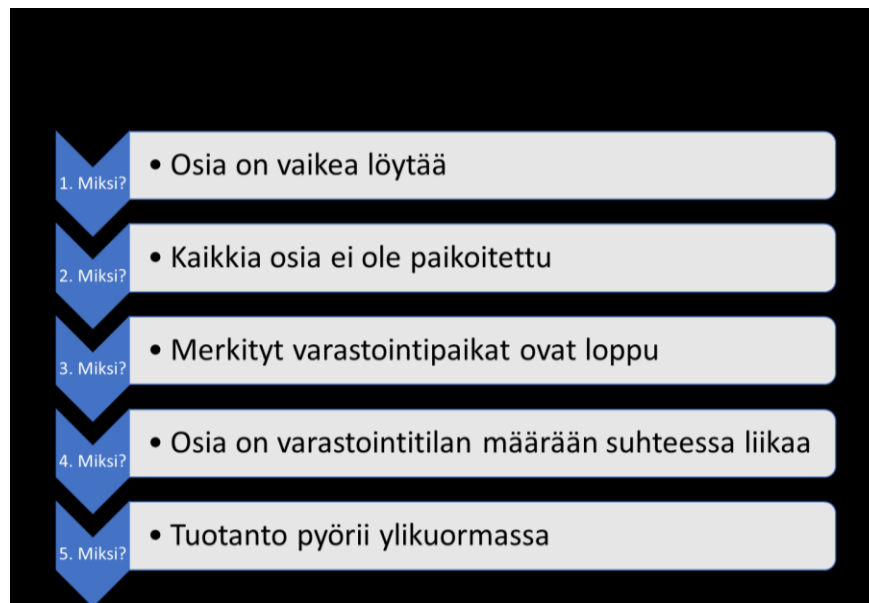 1. Miksi?
• Osia on vaikea löytää
2. Miksi?
• Kaikkia osia ei ole paikoitettu
3. Miksi?
• Merkityt varastointipaikat ovat loppu
4. Miksi?
• Osia on varastointitilan määrään suhteessa liikaa
5. Miksi?
• Tuotanto pyörii ylikuormassa